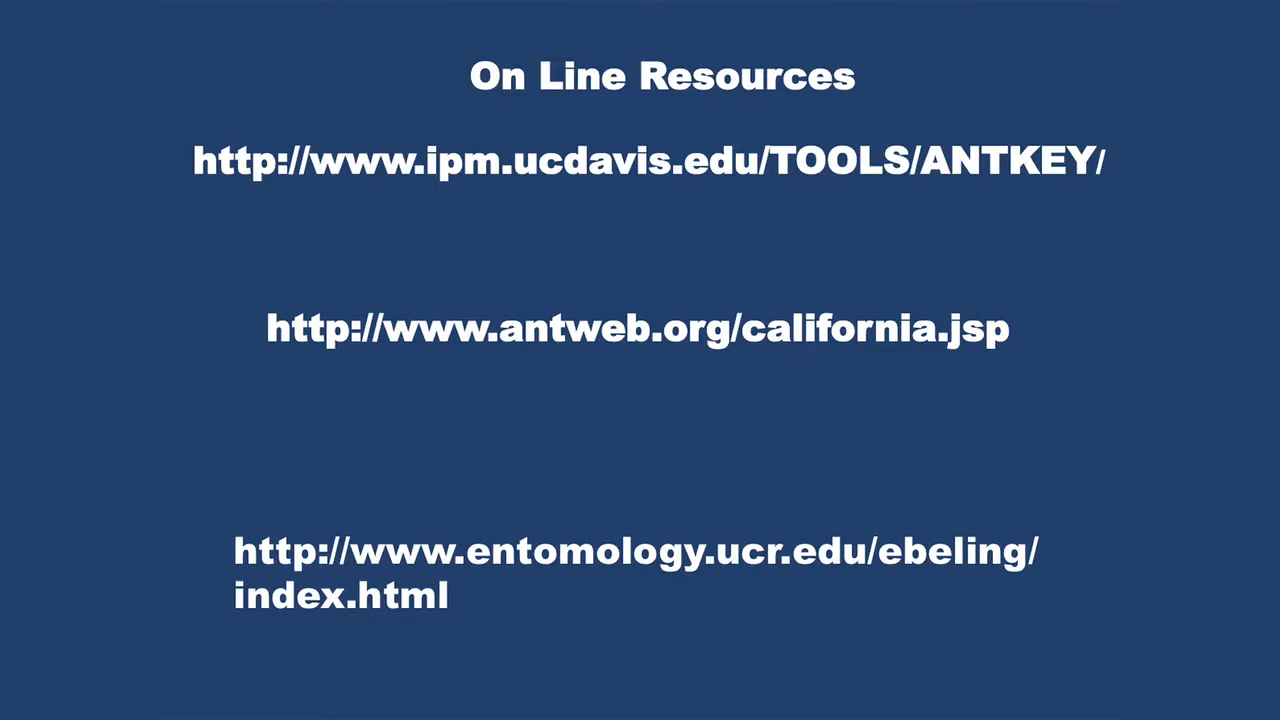 On Line Resources
http://www.ipm.ucdavis.edu/TOOLS/ANTKEY/
http://www.antweb.org/california.jsp
http://www.entomology.ucr.edu/ebeling/
index.html